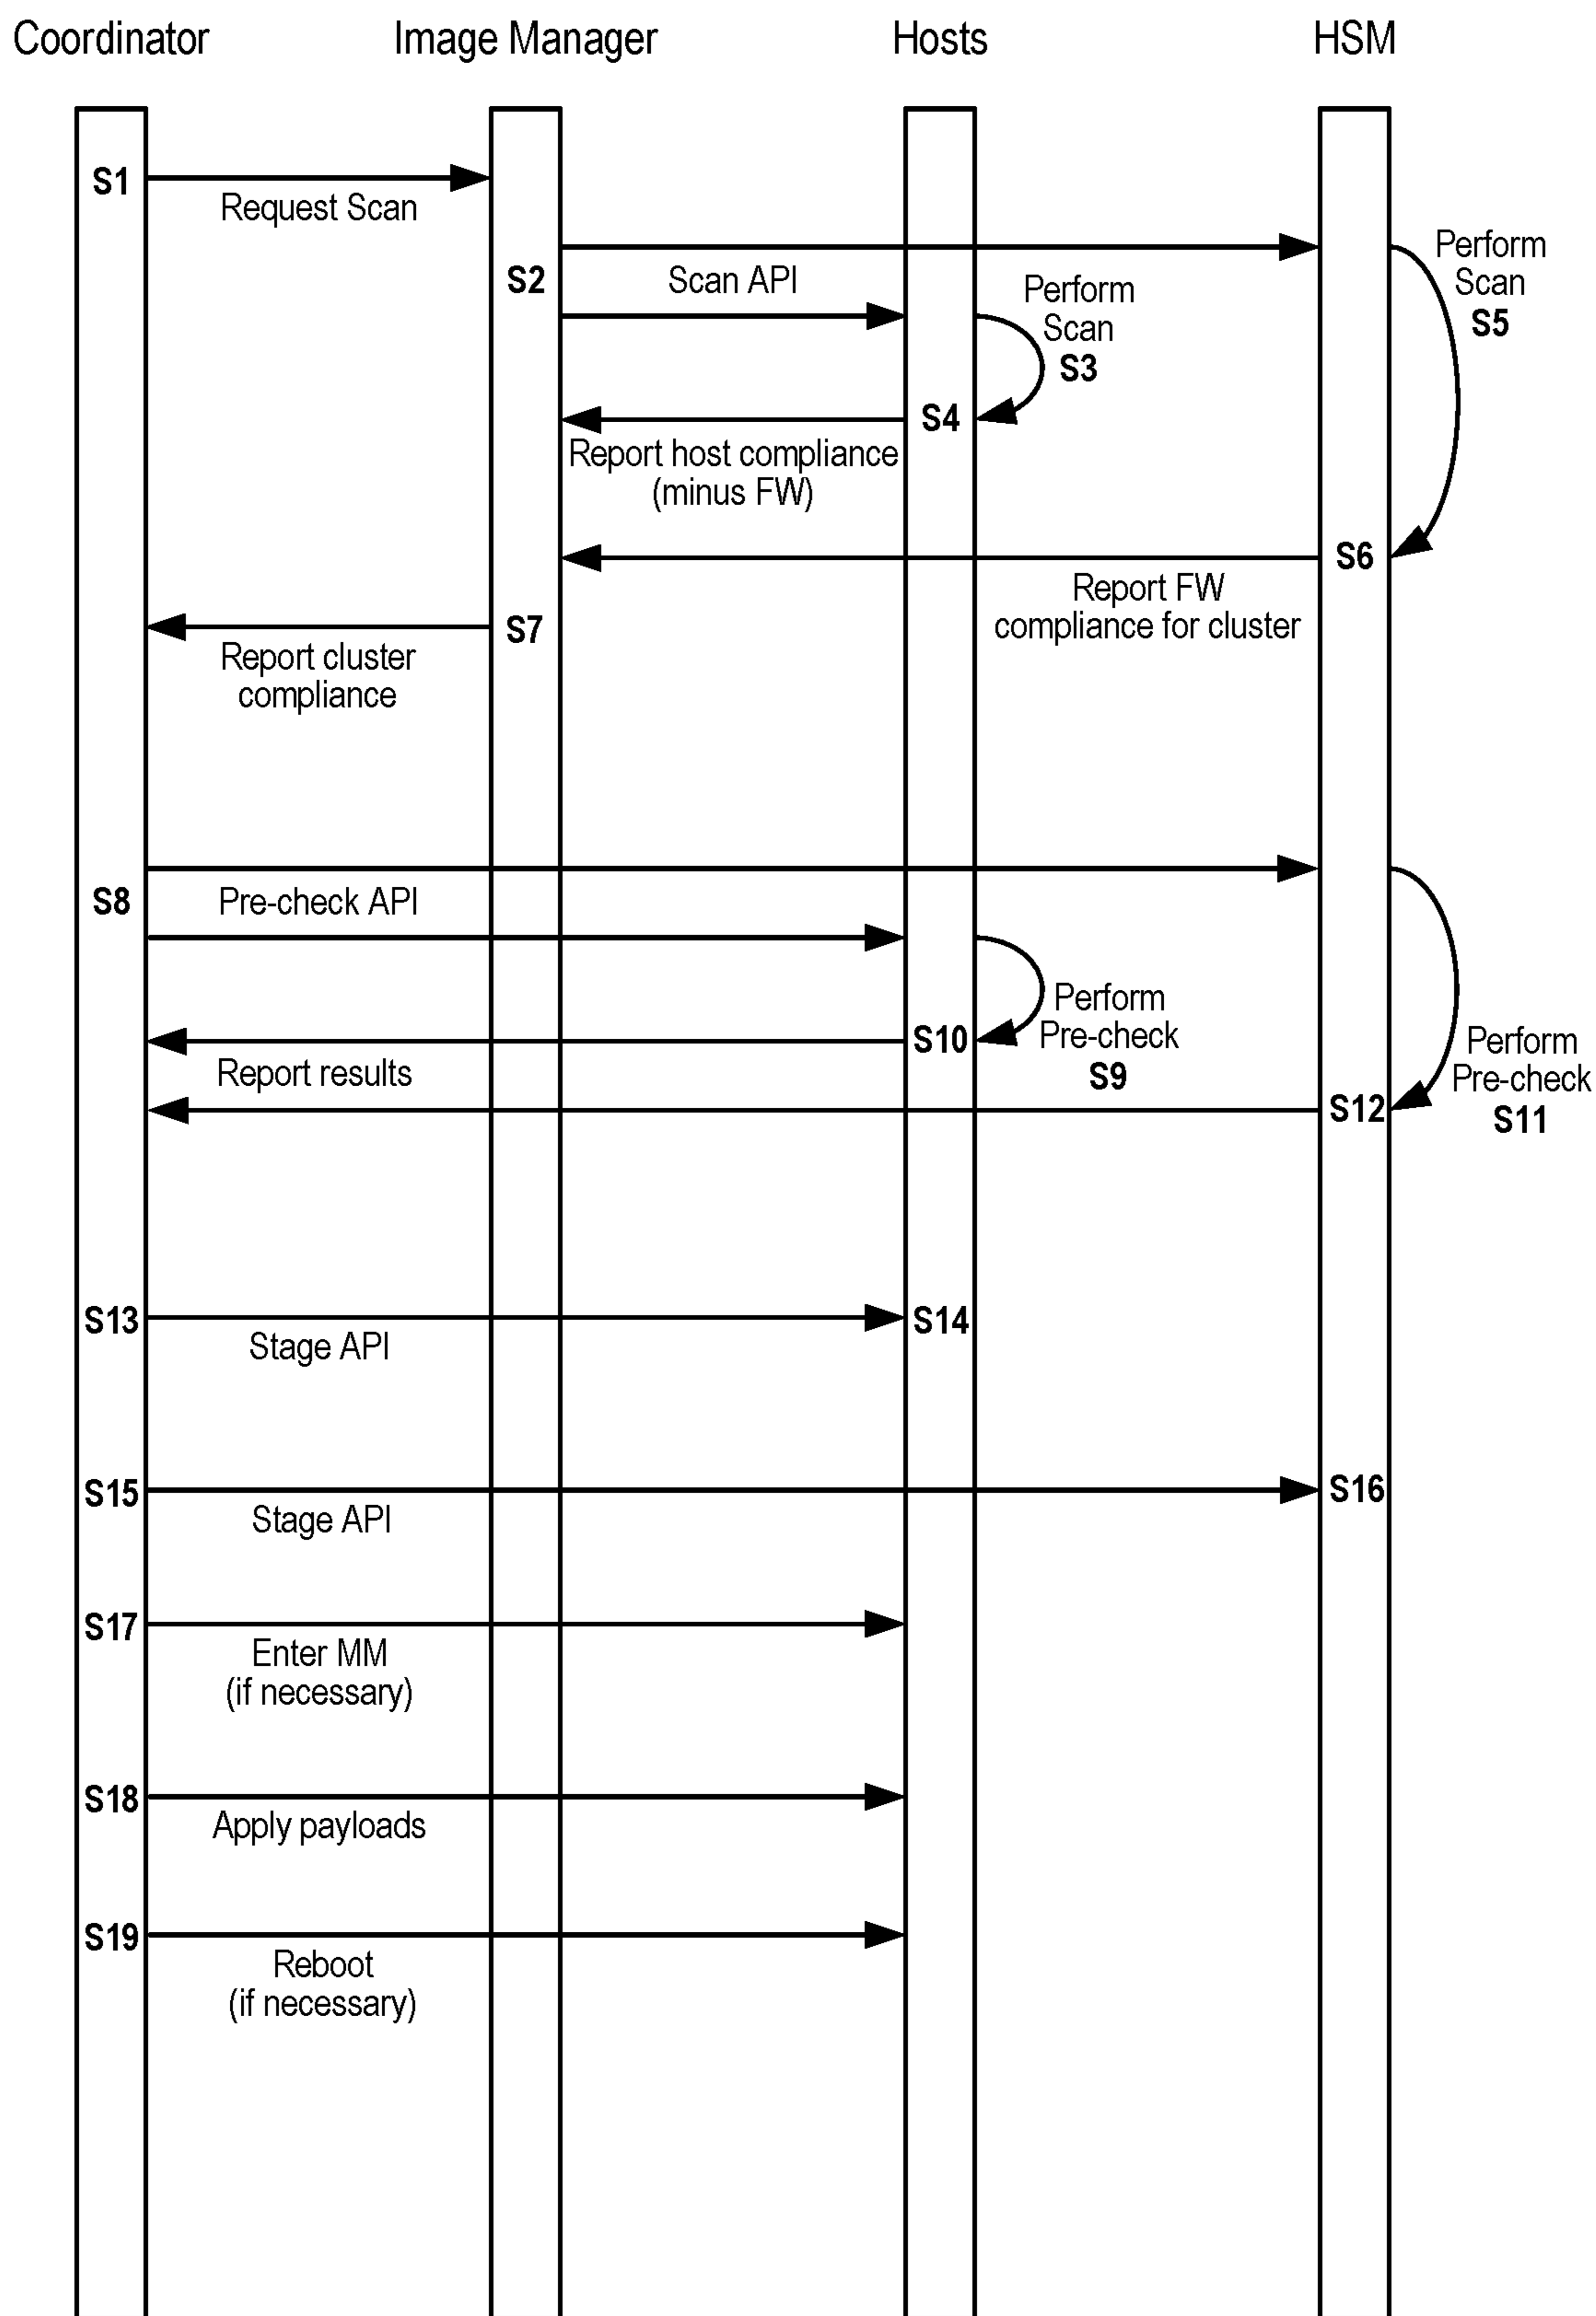 Coordinator
Image Manager
Hosts
HSM
S1
Request Scan
S2
Scan API
Perform
Scan
S3
Perform
Scan
S5
S4
Report host compliance
(minus FW)
S6
Report FW
compliance for cluster
S7
Report cluster
compliance
S8
Pre-check API
S10
Perform
Pre-check
S9
Report results
S12
Perform
Pre-check
S11
S13
Stage API
S14
S15
Stage API
S16
S17
Enter MM
(if necessary)
S18
Apply payloads
S19
Reboot
(if necessary)